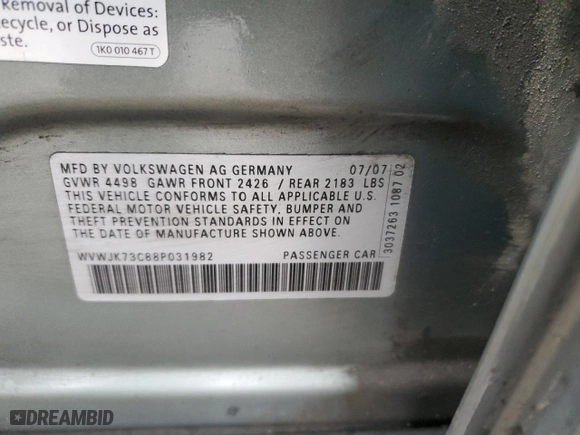 Removal of Devices:
ecycle, or Dispose as
ste.
1K0 010 467 T
MFD BY VOLKSWAGEN AG GERMANY 07/07
GVWR 4498 GAWR FRONT 2426 / REAR 2183 LBS
THIS VEHICLE CONFORMS TO ALL APPLICABLE U.S.
FEDERAL MOTOR VEHICLE SAFETY, BUMPER AND
THEFT PREVENTION STANDARDS IN EFFECT ON
THE DATE OF MANUFACTURE SHOWN ABOVE.
WVWJK73C88P031982 PASSENGER CAR
3037263 1087 02
DREAMBID